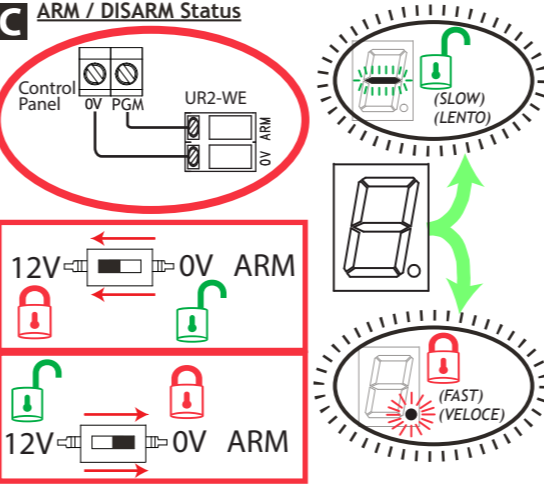 C ARM / DISARM Status
Control
Panel
0V PGM
UR2-WE
ARM
0V
(SLOW)
(LENTO)
12V 0V ARM
12V 0V ARM
(FAST)
(VELOCE)